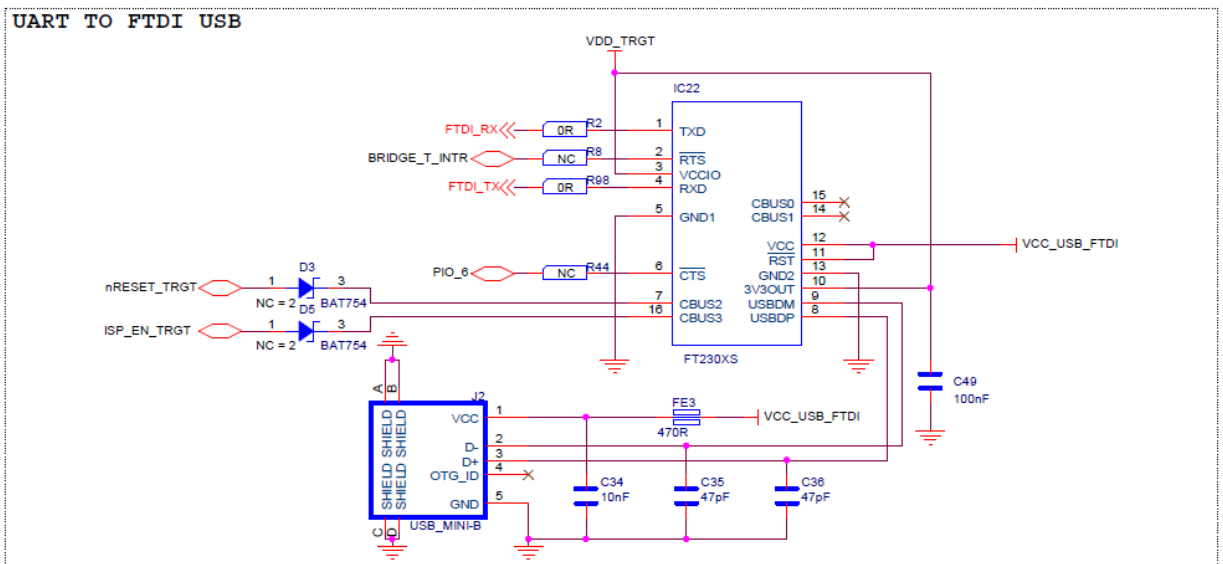 UART TO FTDI USB
VDD_TRGT
IC22
FTDI_RX 0R R2 1 TXD
BRIDGE_T_INTR NC R8 2 RTS
3 VCCIO
FTDI_TX 0R R98 4 RXD
15 CBUS0
14 CBUS1
5 GND1
12 VCC VCC_USB_FTDI
11 RST
PIO_6 NC R44 6 CTS
13 GND2
10 3V3OUT
nRESET_TRGT 1 D3 3
NC = 2 BAT754
7 CBUS2
9 USBDM
ISP_EN_TRGT 1 D5 3
NC = 2 BAT754
16 CBUS3
8 USBDP
FT230XS
C49
100nF
A B
J2
SHIELD SHIELD
SHIELD SHIELD
C D
VCC 1
FE3
470R
VCC_USB_FTDI
D- 2
D+ 3
OTG_ID 4
GND 5
USB_MINI-B
C34
10nF
C35
47pF
C36
47pF